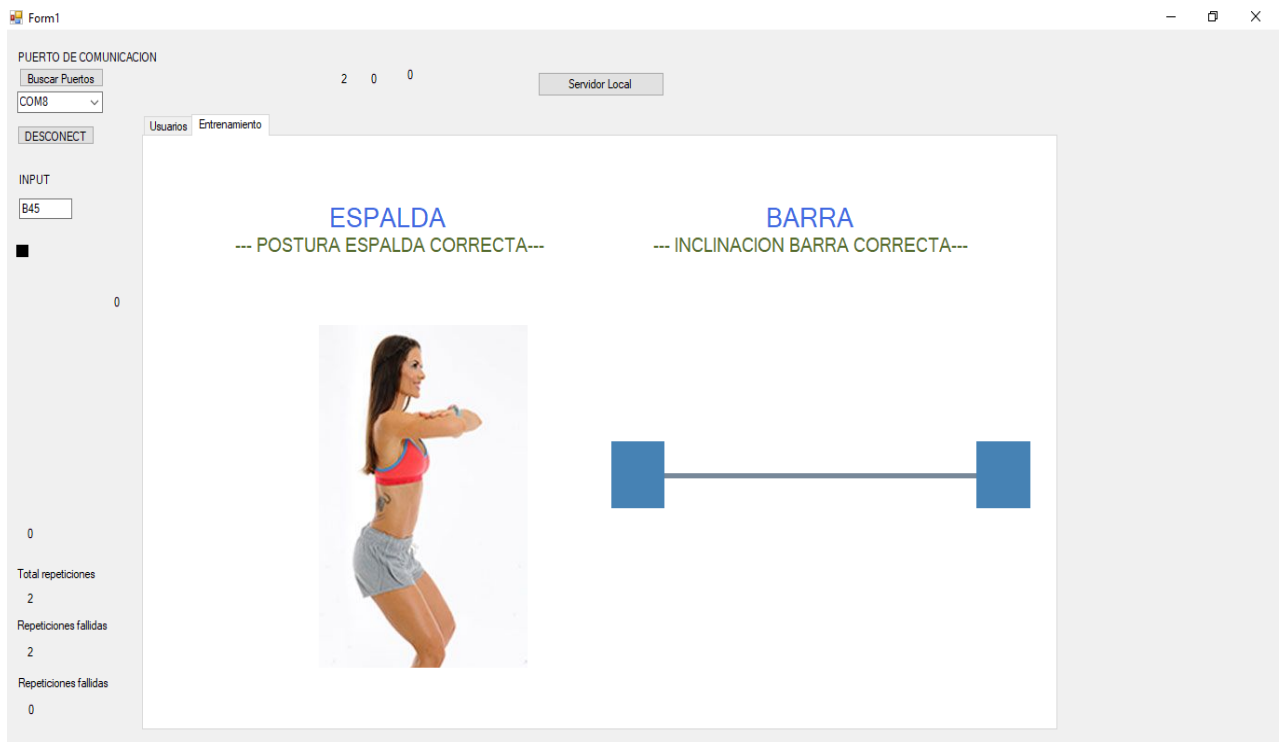 Form1
PUERTO DE COMUNICACION
Buscar Puertos
2 0 0
Servidor Local
COM8
DESCONECT
Usuarios Entrenamiento
INPUT
B45
ESPALDA
--- POSTURA ESPALDA CORRECTA---
BARRA
--- INCLINACION BARRA CORRECTA---
0
0
Total repeticiones
2
Repeticiones fallidas
2
Repeticiones fallidas
0